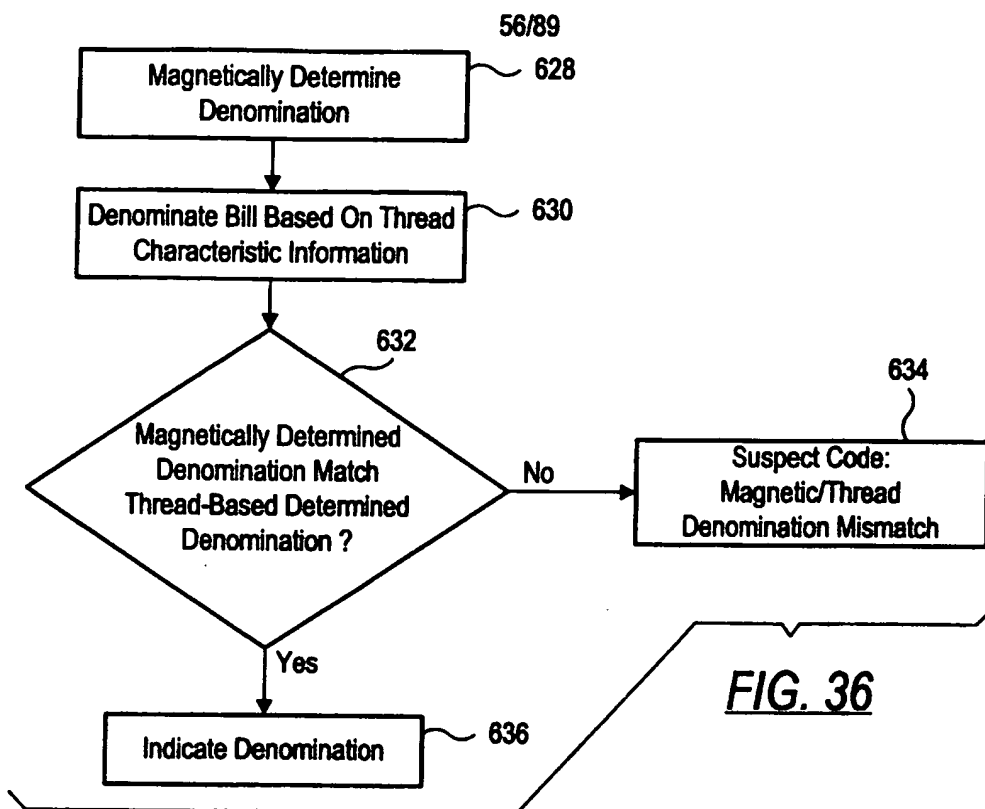 56/89
Magnetically Determine
Denomination
628
Denominate Bill Based On Thread
Characteristic Information
630
632
Magnetically Determined
Denomination Match
Thread-Based Determined
Denomination ?
No
634
Suspect Code:
Magnetic/Thread
Denomination Mismatch
Yes
Indicate Denomination
636
FIG. 36